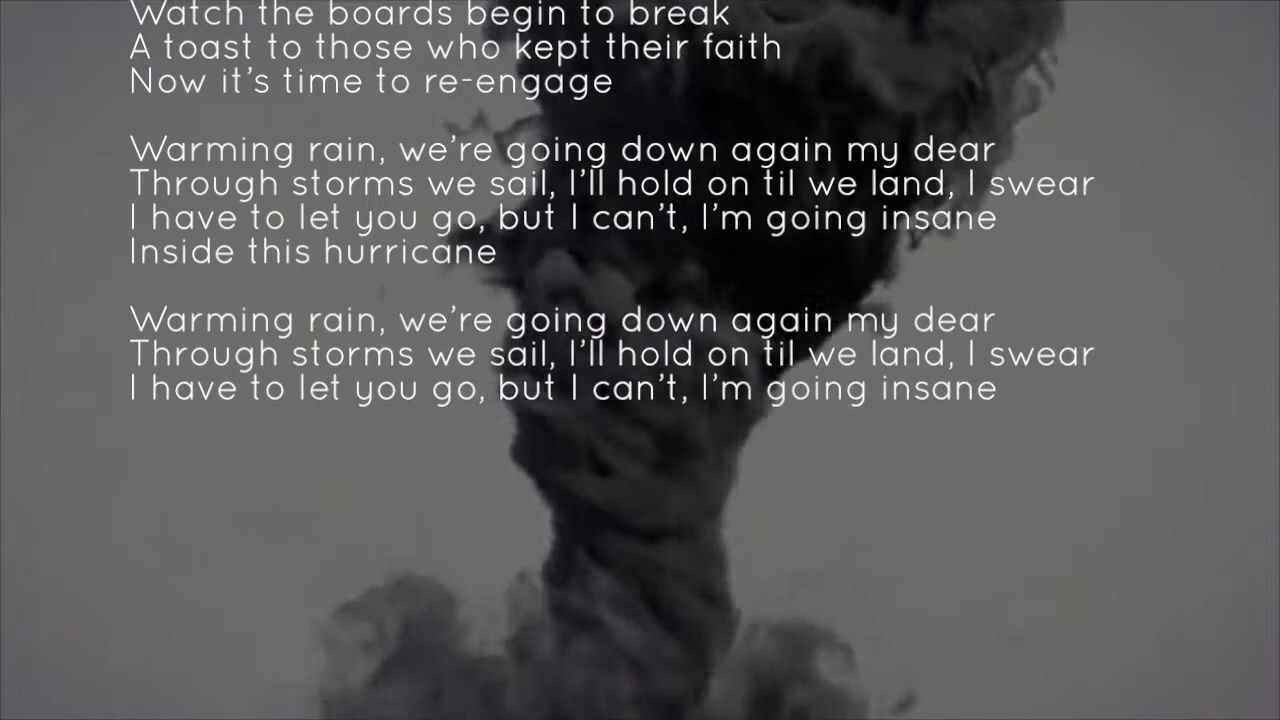 Watch the boards begin to break
A toast to those who kept their faith
Now it's time to re-engage
Warming rain, we're going down again my dear
Through storms we sail, I'll hold on til we land, I swear
I have to let you go, but I can't, I'm going insane
Inside this hurricane
Warming rain, we're going down again my dear
Through storms we sail, I'll hold on til we land, I swear
I have to let you go, but I can't, I'm going insane